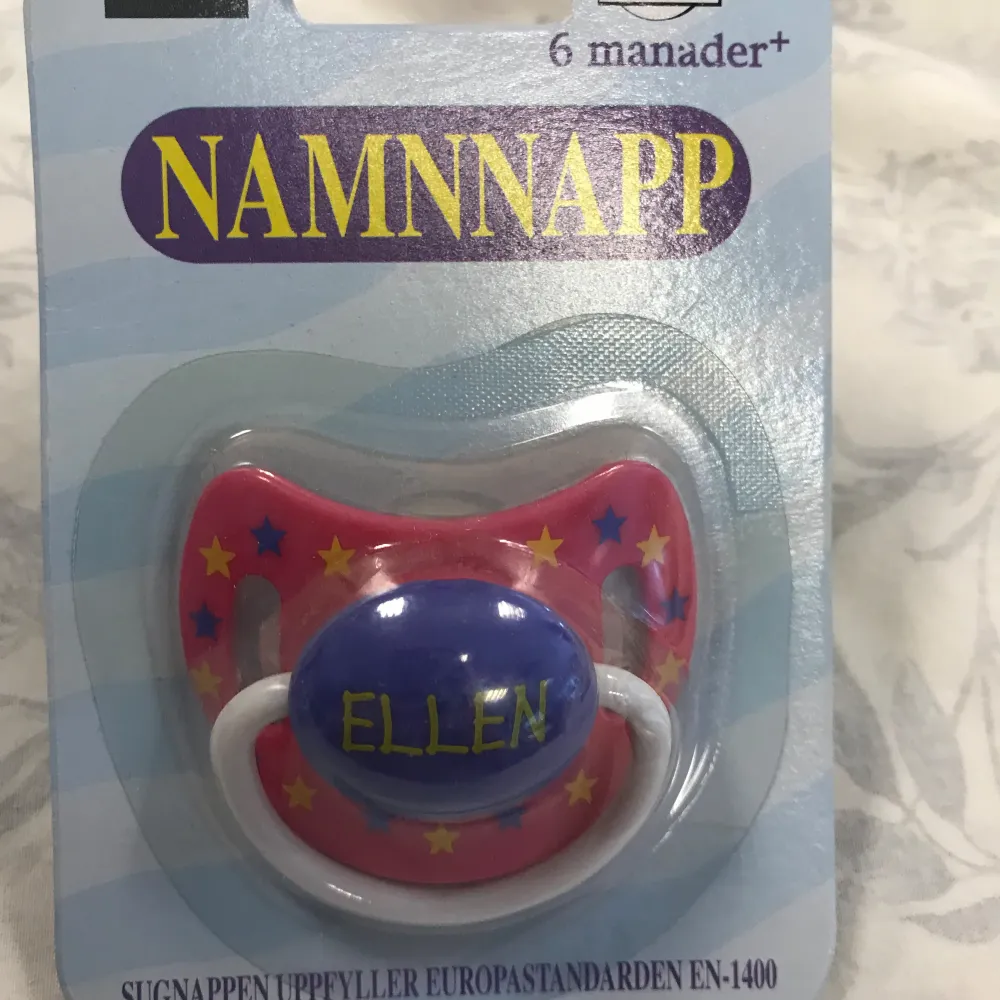 6 manader+
NAMNNAPP
ELLEN
SUGNAPPEN UPPFYLLER EUROPASTANDARDEN EN-1400